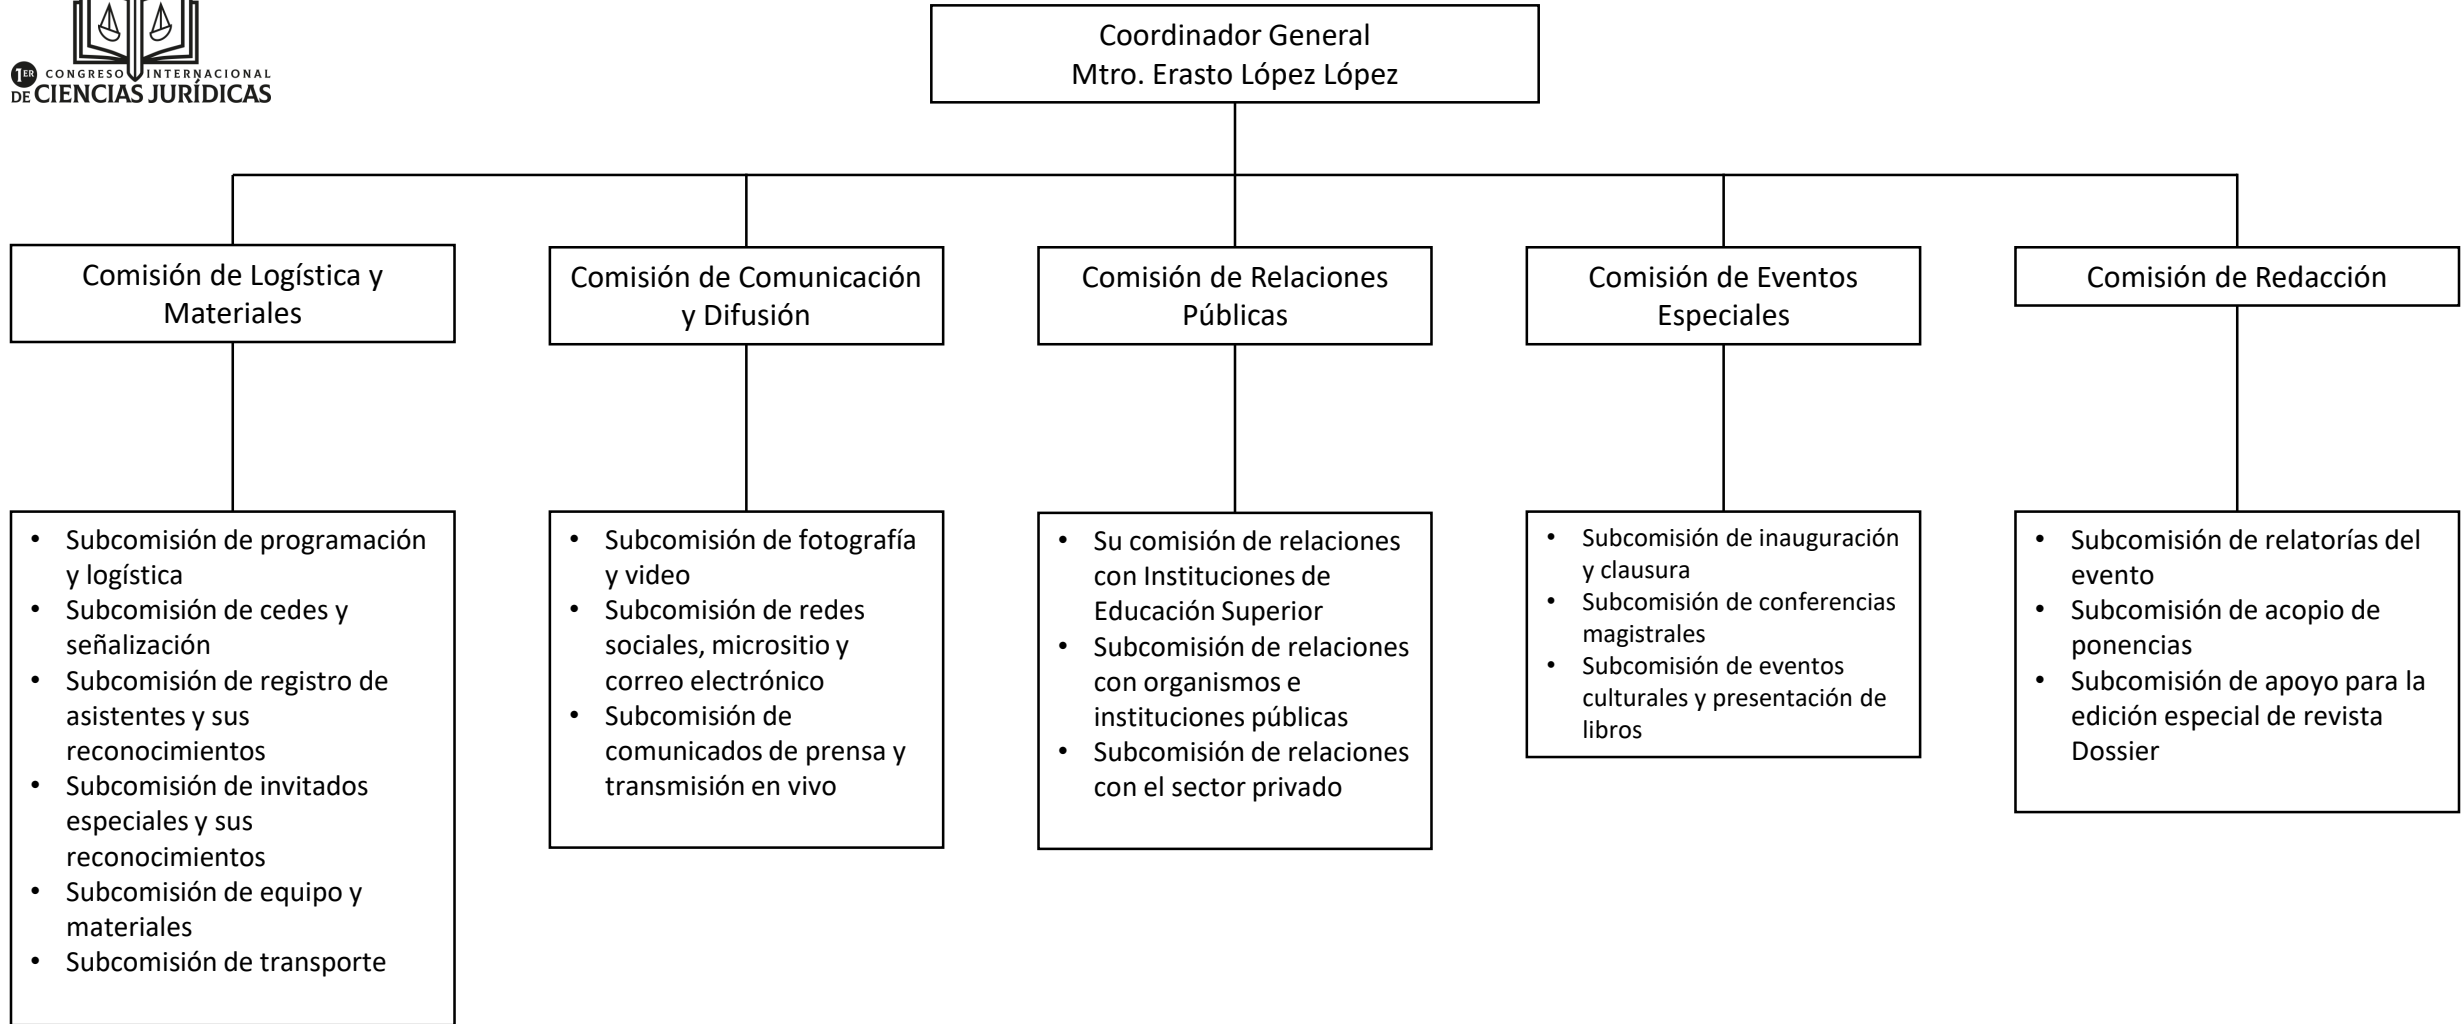 1ER CONGRESO INTERNACIONAL
DE CIENCIAS JURÍDICAS
Coordinador General
Mtro. Erasto López López
Comisión de Logística y
Materiales
Comisión de Comunicación
y Difusión
Comisión de Relaciones
Públicas
Comisión de Eventos
Especiales
Comisión de Redacción
• Subcomisión de programación
y logística
• Subcomisión de cedes y
señalización
• Subcomisión de registro de
asistentes y sus
reconocimientos
• Subcomisión de invitados
especiales y sus
reconocimientos
• Subcomisión de equipo y
materiales
• Subcomisión de transporte
• Subcomisión de fotografía
y video
• Subcomisión de redes
sociales, micrositio y
correo electrónico
• Subcomisión de
comunicados de prensa y
transmisión en vivo
• Su comisión de relaciones
con Instituciones de
Educación Superior
• Subcomisión de relaciones
con organismos e
instituciones públicas
• Subcomisión de relaciones
con el sector privado
• Subcomisión de inauguración
y clausura
• Subcomisión de conferencias
magistrales
• Subcomisión de eventos
culturales y presentación de
libros
• Subcomisión de relatorías del
evento
• Subcomisión de acopio de
ponencias
• Subcomisión de apoyo para la
edición especial de revista
Dossier